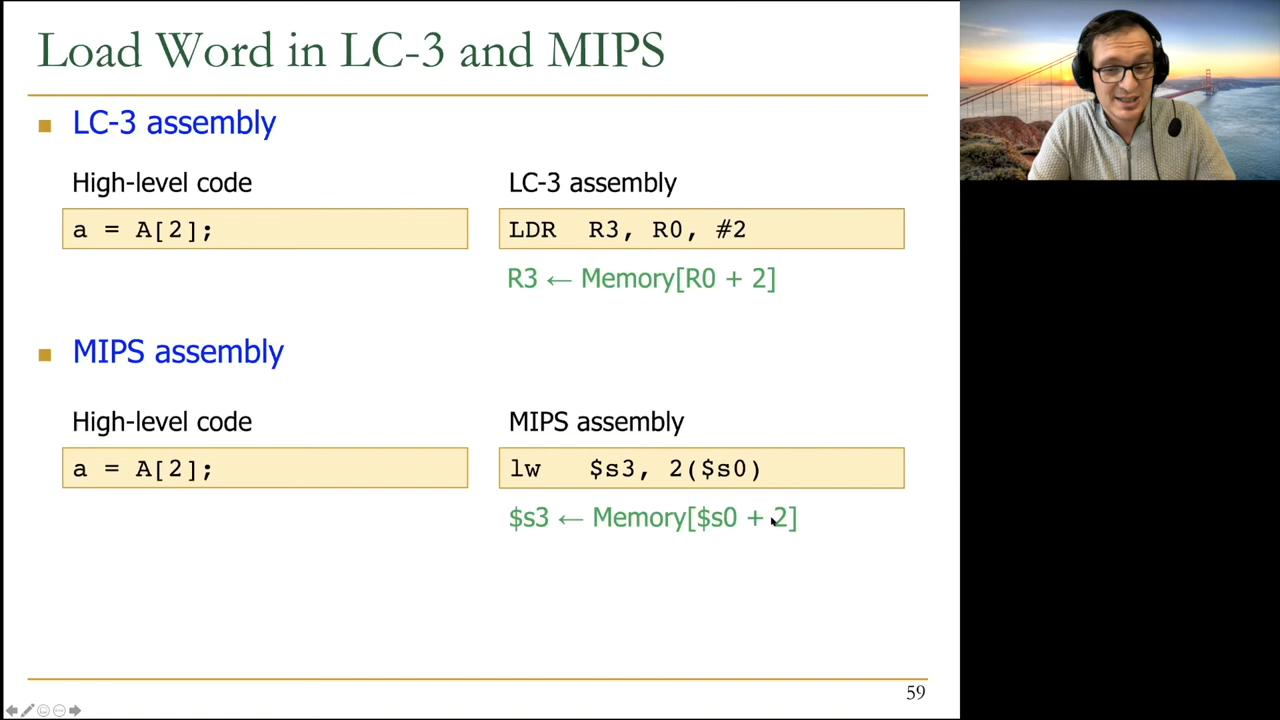 Load Word in LC-3 and MIPS
LC-3 assembly
High-level code
a = A[2];
LC-3 assembly
LDR R3, R0, #2
R3 ← Memory[R0 + 2]
MIPS assembly
High-level code
a = A[2];
MIPS assembly
lw $s3, 2($s0)
$s3 ← Memory[$s0 + 2]
59